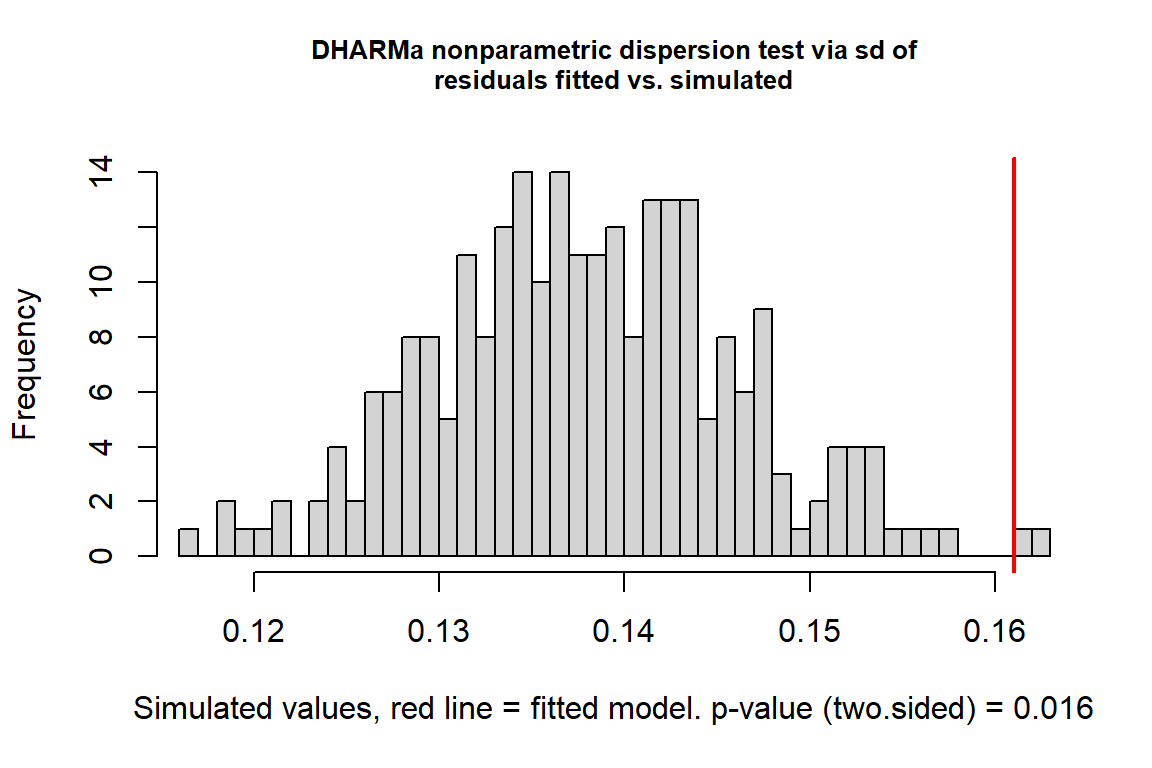 DHARMa nonparametric dispersion test via sd of
residuals fitted vs. simulated
Frequency
14
10
8
6
4
2
0
0.12 0.13 0.14 0.15 0.16
Simulated values, red line = fitted model. p-value (two.sided) = 0.016